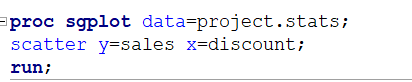 proc sgplot data=project.stats;
scatter y=sales x=discount;
run;